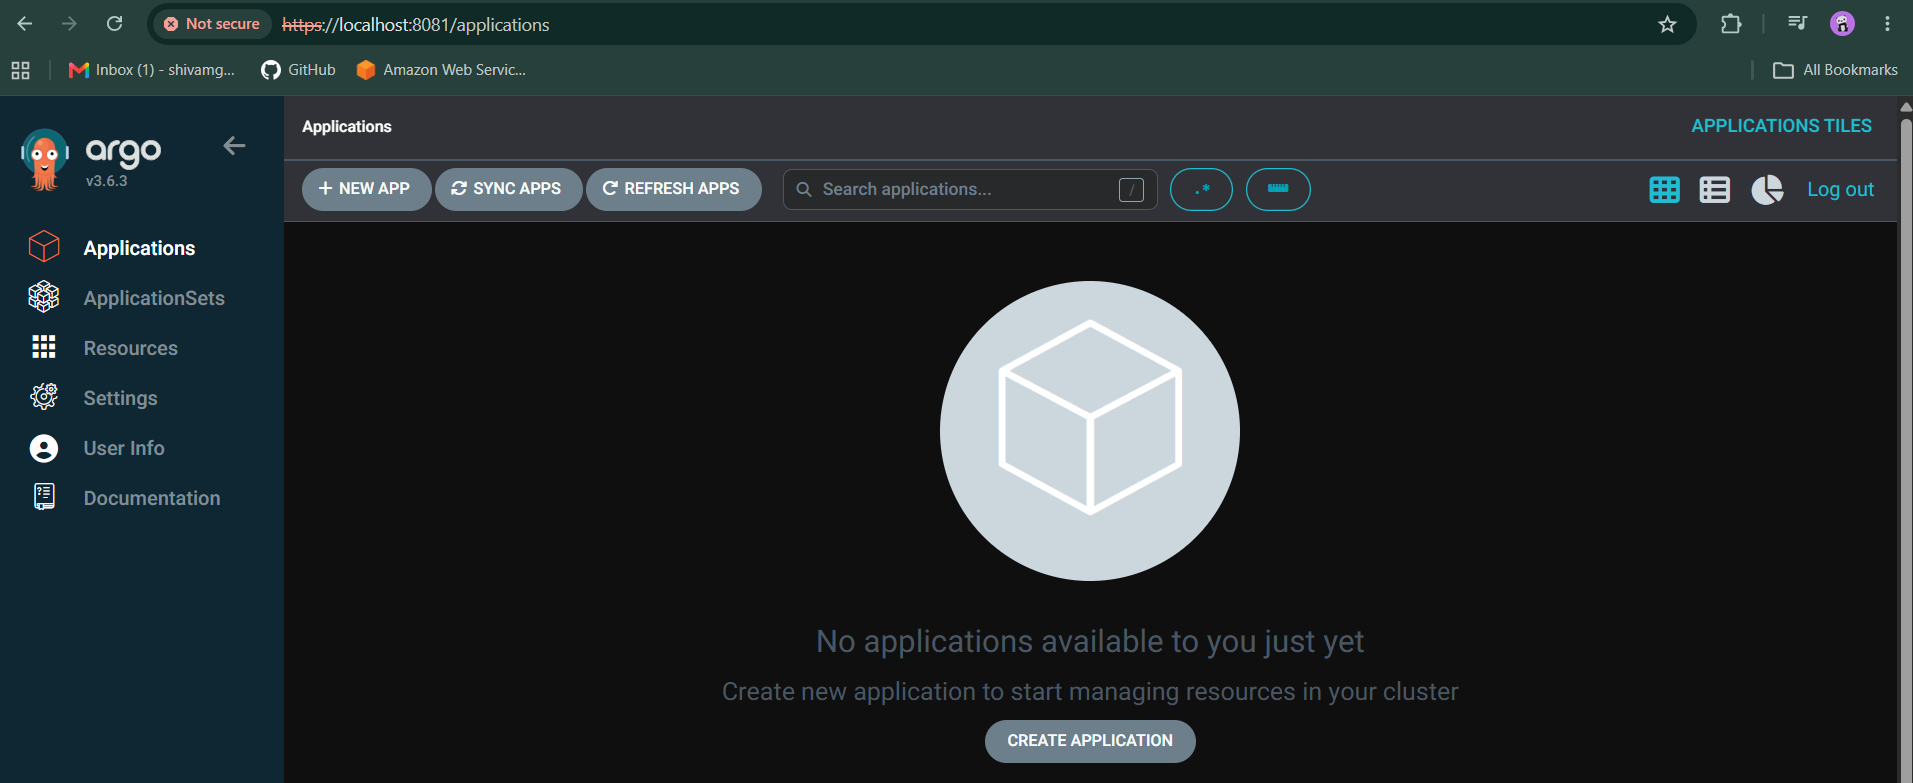 Not secure https://localhost:8081/applications
Inbox (1) - shivamg... GitHub Amazon Web Servic... All Bookmarks
argo
v3.6.3
Applications
ApplicationSets
Resources
Settings
User Info
Documentation
Applications APPLICATIONS TILES
+ NEW APP SYNC APPS REFRESH APPS Search applications... / .* Log out
No applications available to you just yet
Create new application to start managing resources in your cluster
CREATE APPLICATION